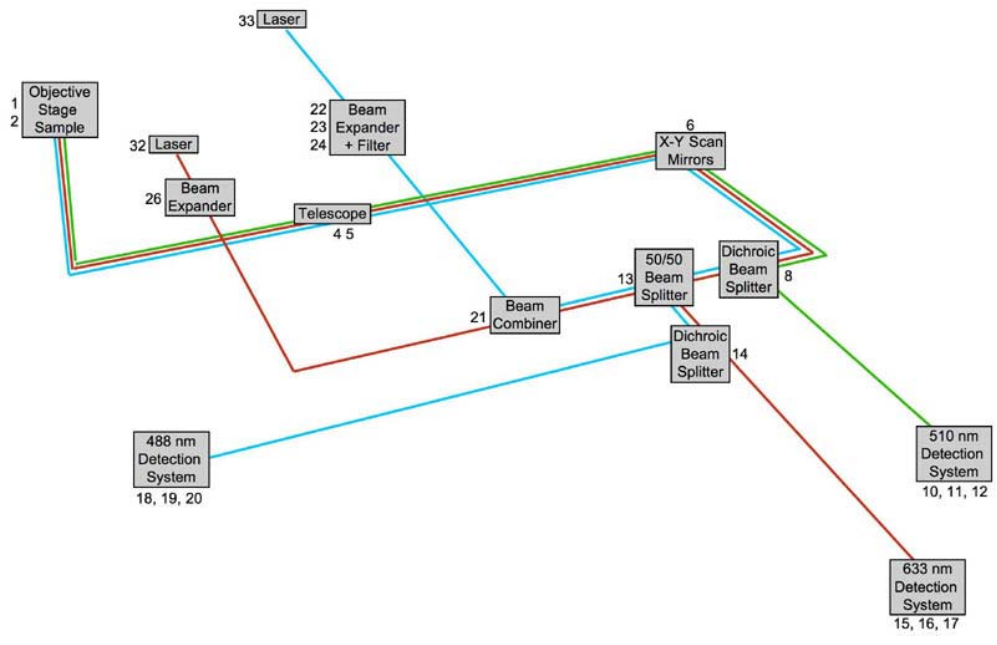 33 Laser
1
2
Objective
Stage
Sample
22
23
24
Beam
Expander
+ Filter
32 Laser
6
X-Y Scan
Mirrors
26
Beam
Expander
Telescope
4 5
13
50/50
Beam
Splitter
Dichroic
Beam
Splitter
8
21
Beam
Combiner
Dichroic
Beam
Splitter
14
488 nm
Detection
System
18, 19, 20
510 nm
Detection
System
10, 11, 12
633 nm
Detection
System
15, 16, 17